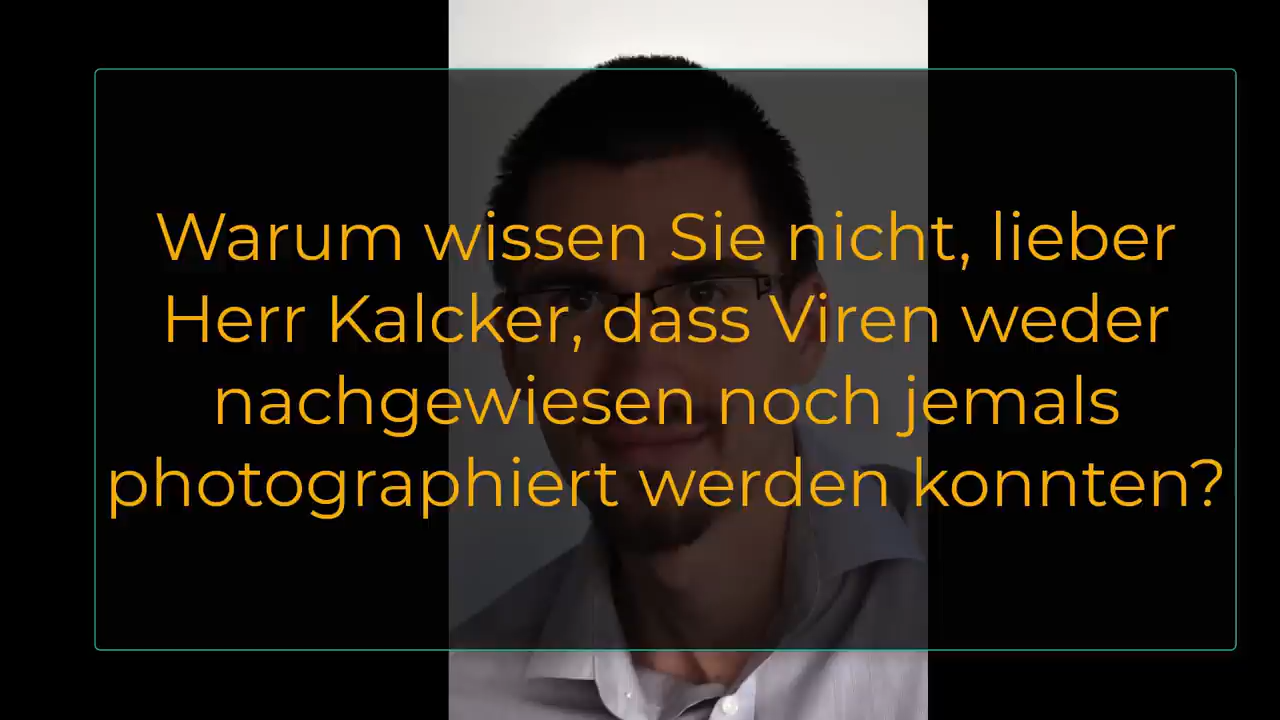 Warum wissen Sie nicht, lieber
Herr Kalcker, dass Viren weder
nachgewiesen noch jemals
photographiert werden konnten?